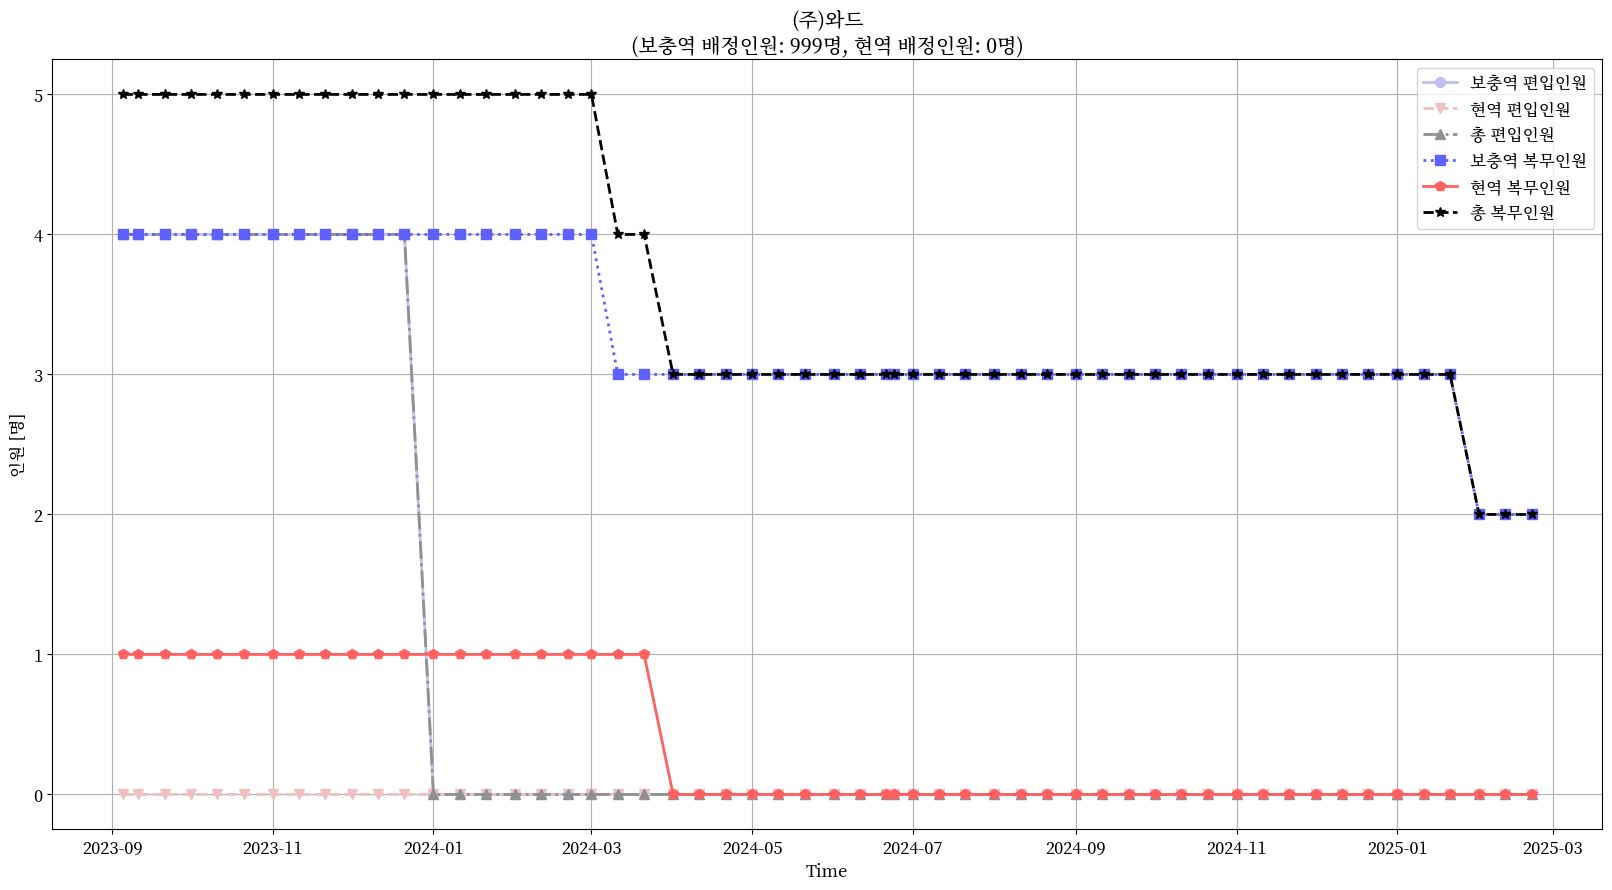 (주)와드
(보충역 배정인원: 999명, 현역 배정인원: 0명)
보충역 편입인원
현역 편입인원
총 편입인원
보충역 복무인원
현역 복무인원
총 복무인원
인원 [명]
5
4
3
2
1
0
2023-09
2023-11
2024-01
2024-03
2024-05
2024-07
2024-09
2024-11
2025-01
2025-03
Time